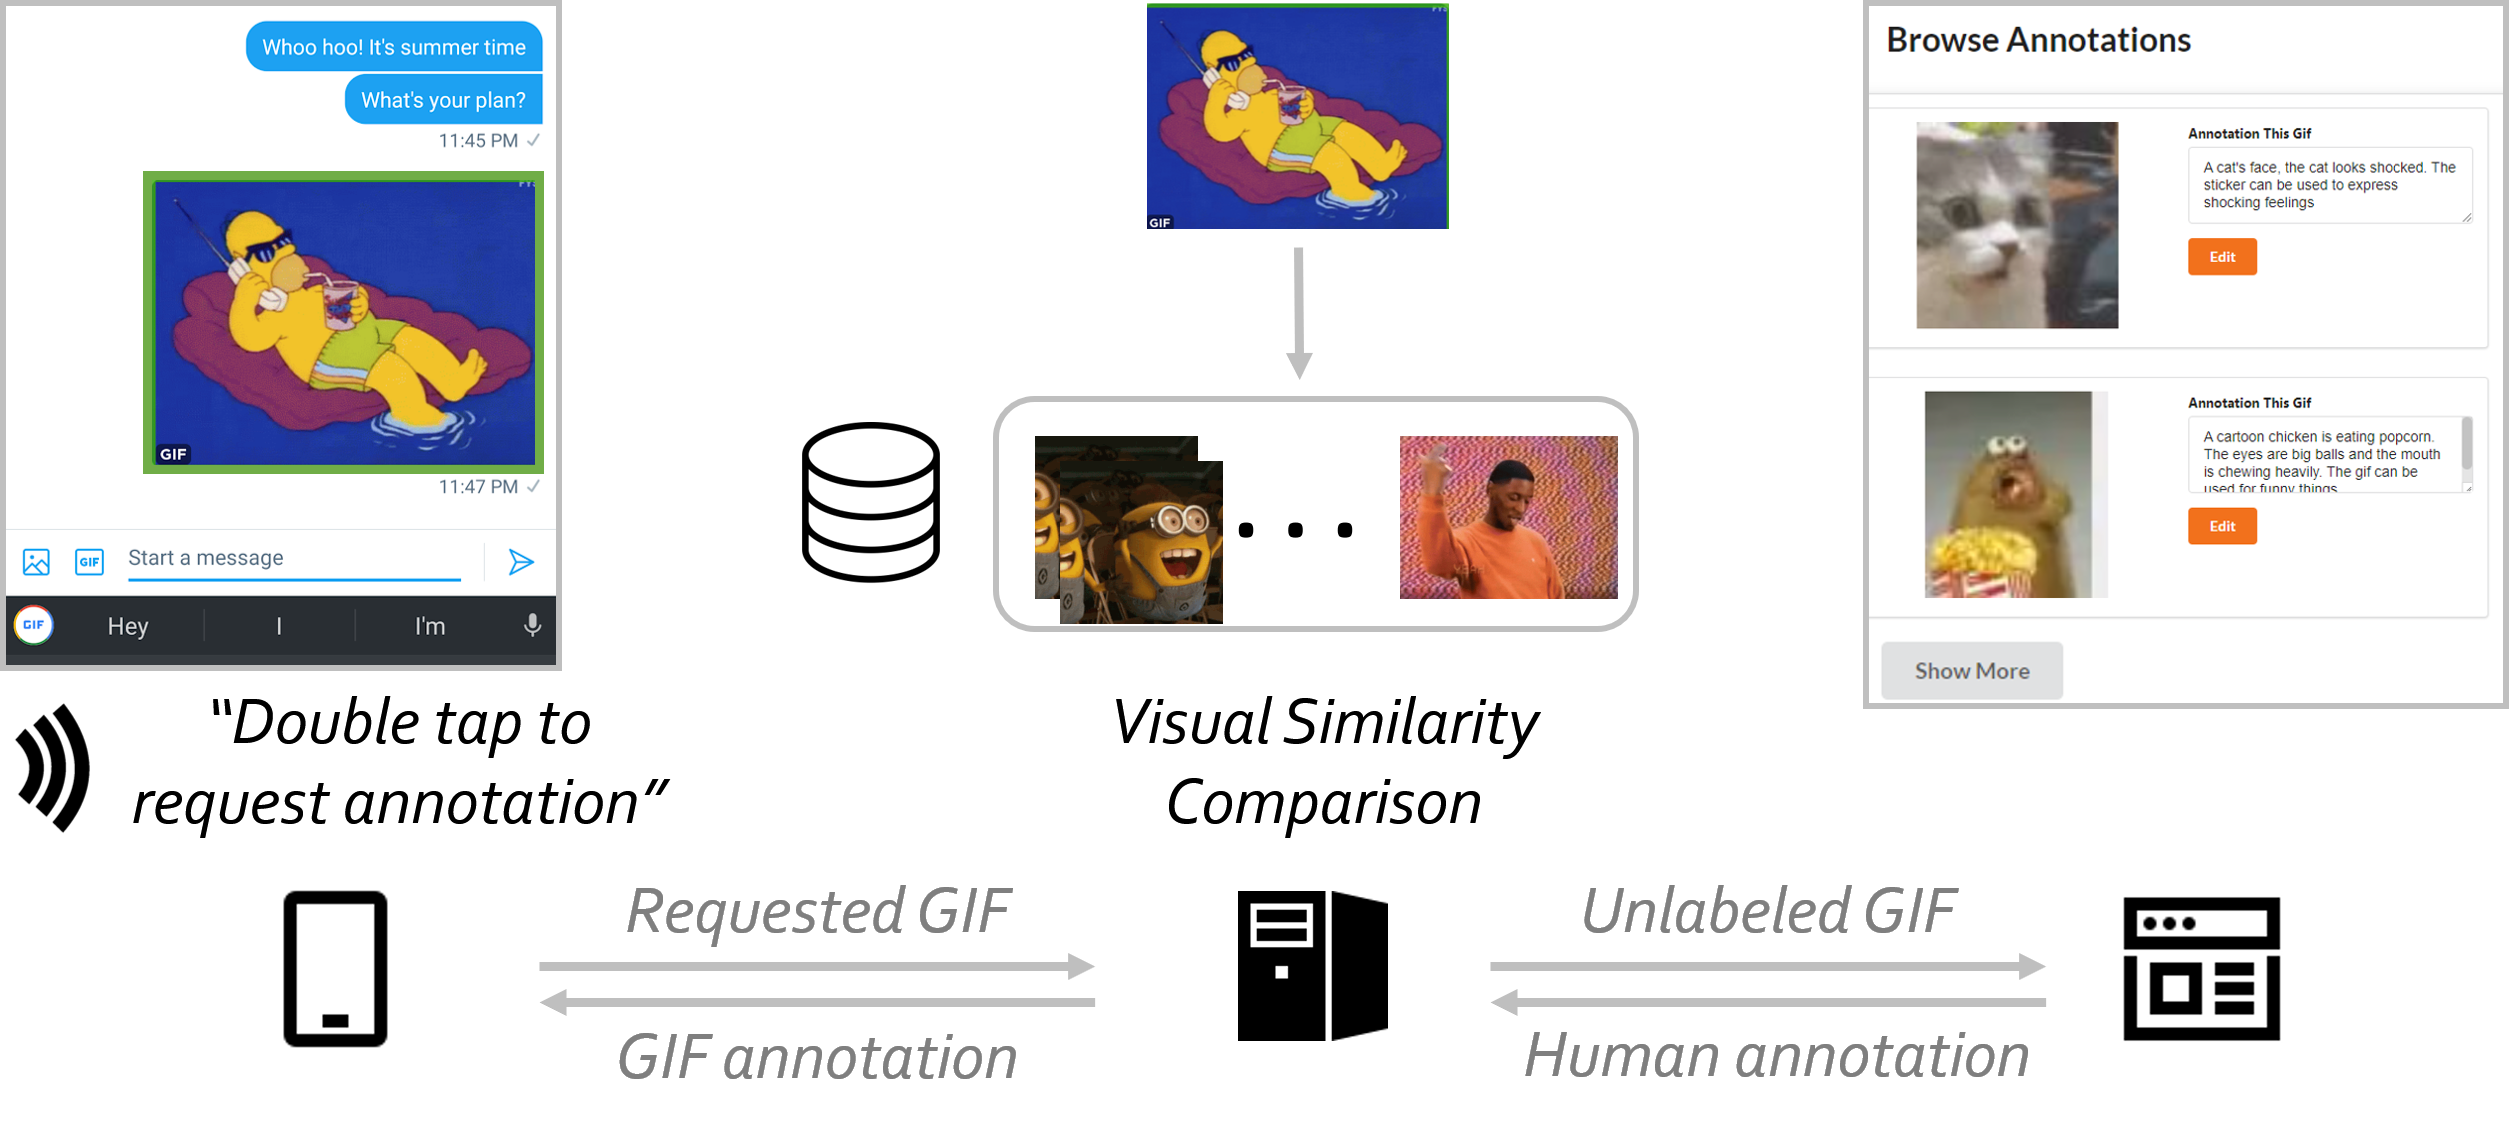 Whoo hoo! It's summer time
What's your plan?
11:45 PM ✓
GIF
11:47 PM ✓
GIF
Start a message
GIF
Hey
I
I'm
“Double tap to
request annotation”
GIF
Visual Similarity
Comparison
Browse Annotations
Annotation This Gif
A cat's face, the cat looks shocked. The
sticker can be used to express
shocking feelings
Edit
Annotation This Gif
A cartoon chicken is eating popcorn.
The eyes are big balls and the mouth
is chewing heavily. The gif can be
used for funny things
Edit
Show More
Requested GIF
GIF annotation
Unlabeled GIF
Human annotation